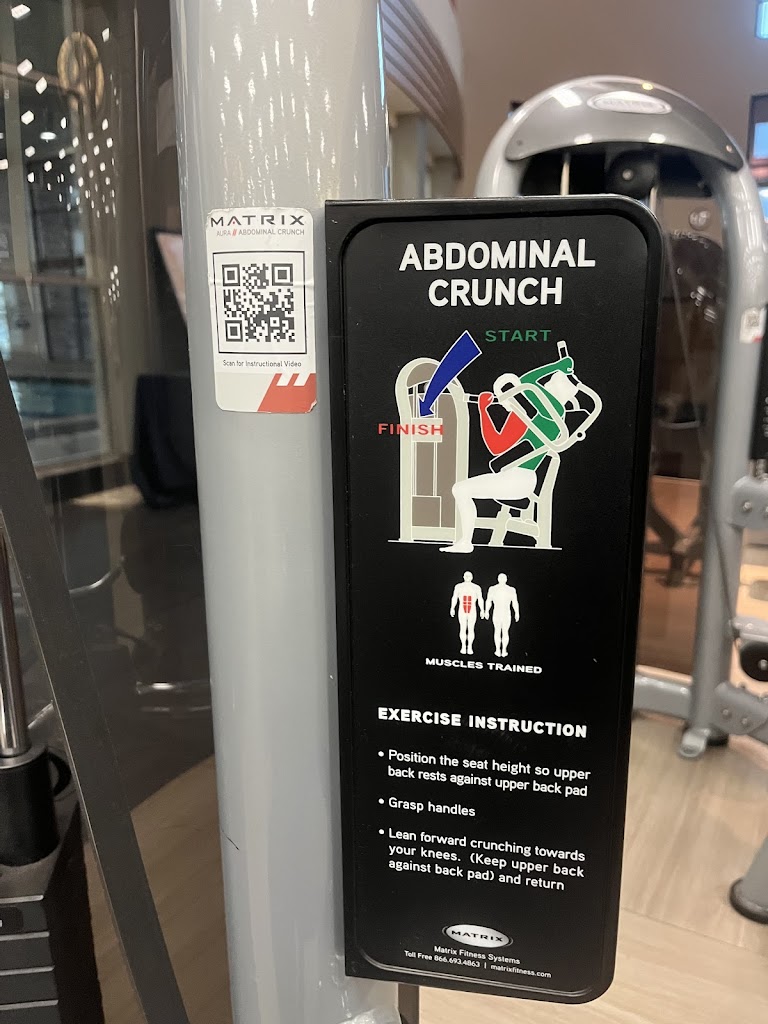 MATRIX
AURA // ABDOMINAL CRUNCH
Scan for Instructional Video
ABDOMINAL
CRUNCH
START
FINISH
MUSCLES TRAINED
EXERCISE INSTRUCTION
• Position the seat height so upper
back rests against upper back pad
• Grasp handles
• Lean forward crunching towards
your knees. (Keep upper back
against back pad) and return
MATRIX
Matrix Fitness Systems
Toll Free 866.693.4863 | matrixfitness.com